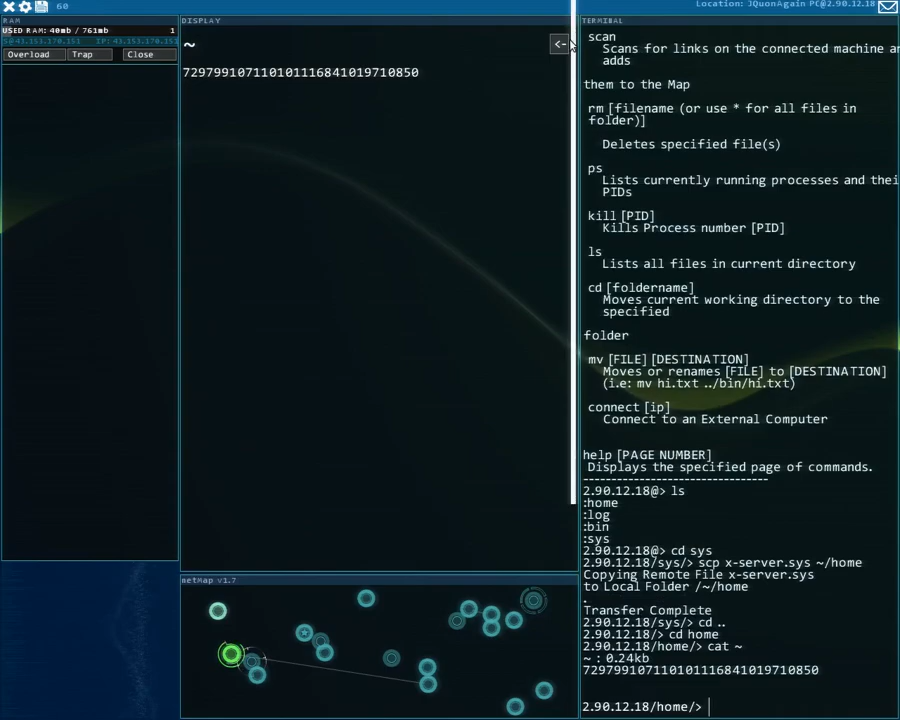 60
Location: JQuonAgain PC@2.90.12.18
RAM
USED RAM: 40mb / 761mb 1
IP: 43.153.170.151
Overload Trap Close
DISPLAY
~
<-
7297991071101011116841019710850
netMap v1.7
TERMINAL
scan
Scans for links on the connected machine an
adds
them to the Map
rm [filename (or use * for all files in
folder)]
Deletes specified file(s)
ps
Lists currently running processes and thei
PIDs
kill [PID]
Kills Process number [PID]
ls
Lists all files in current directory
cd [foldername]
Moves current working directory to the
specified
folder
mv [FILE] [DESTINATION]
Moves or renames [FILE] to [DESTINATION]
(i.e: mv hi.txt ../bin/hi.txt)
connect [ip]
Connect to an External Computer
help [PAGE NUMBER]
Displays the specified page of commands.
--------------------------------
2.90.12.18@> ls
:home
:log
:bin
:sys
2.90.12.18@> cd sys
2.90.12.18/sys/> scp x-server.sys ~/home
Copying Remote File x-server.sys
to Local Folder /~/home
.
Transfer Complete
2.90.12.18/sys/> cd ..
2.90.12.18/> cd home
2.90.12.18/home/> cat ~
~ : 0.24kb
7297991071101011116841019710850
2.90.12.18/home/>